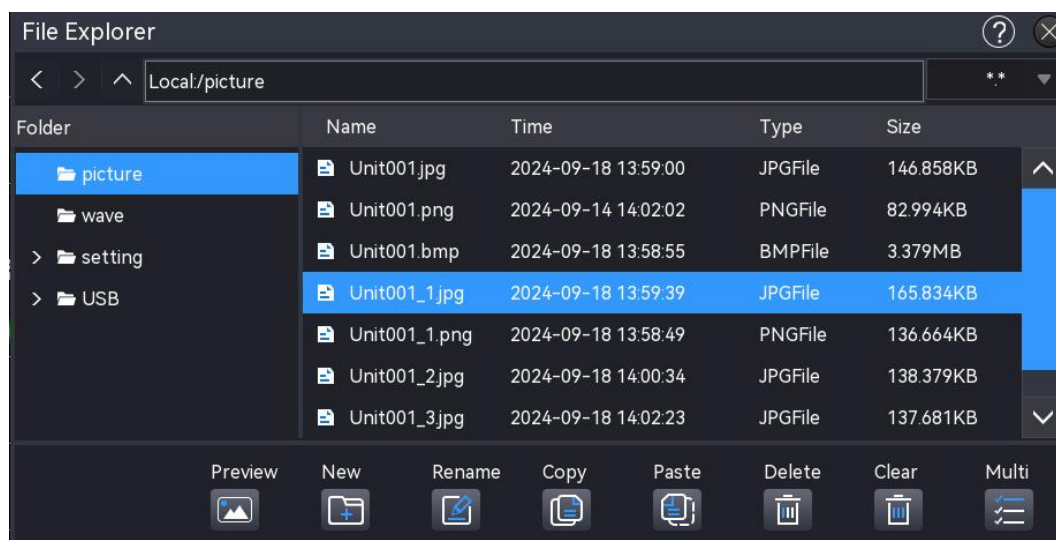 File Explorer ?
Local:/picture *.*
Folder Name Time Type Size
picture Unit001.jpg 2024-09-18 13:59:00 JPGFile 146.858KB
wave Unit001.png 2024-09-14 14:02:02 PNGFile 82.994KB
setting Unit001.bmp 2024-09-18 13:58:55 BMPFile 3.379MB
USB Unit001_1.jpg 2024-09-18 13:59:39 JPGFile 165.834KB
Unit001_1.png 2024-09-18 13:58:49 PNGFile 136.664KB
Unit001_2.jpg 2024-09-18 14:00:34 JPGFile 138.379KB
Unit001_3.jpg 2024-09-18 14:02:23 JPGFile 137.681KB
Preview New Rename Copy Paste Delete Clear Multi